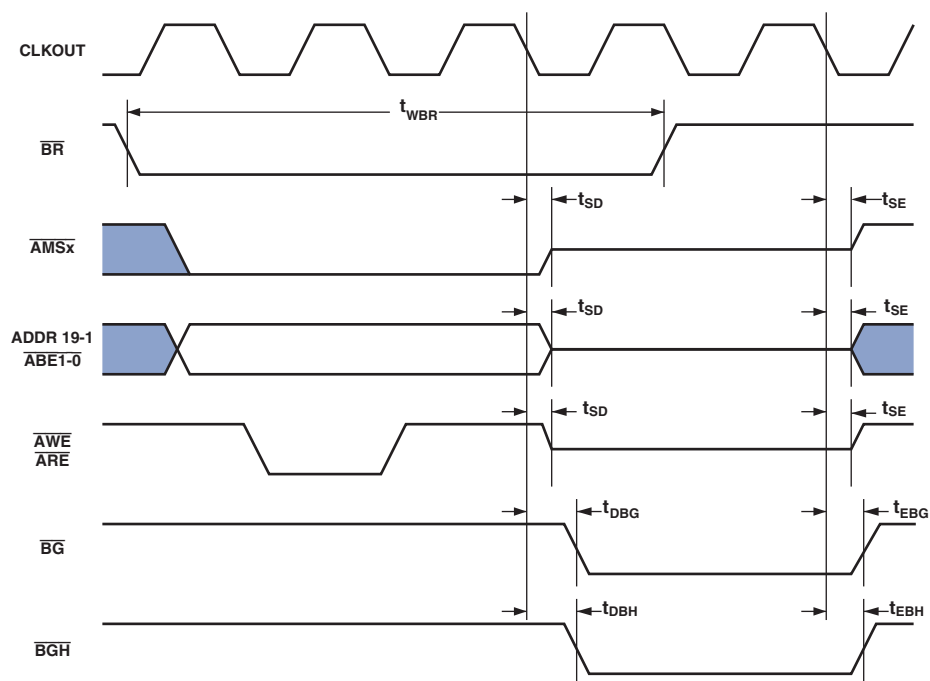 CLKOUT
tWBR
BR
tSD tSE
AMSx
tSD tSE
ADDR 19-1
ABE1-0
tSD tSE
AWE
ARE
tDBG tEBG
BG
tDBH tEBH
BGH